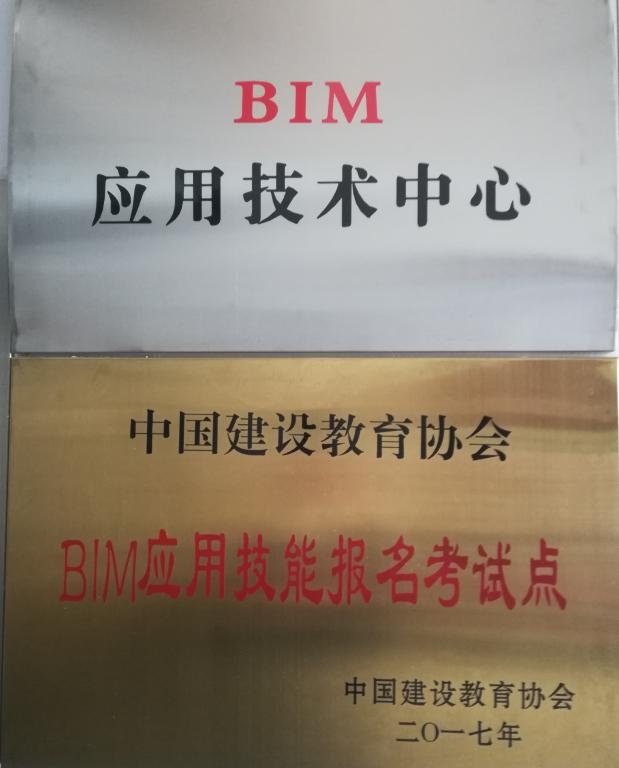 BIM
应用技术中心
中国建设教育协会
BIM应用技能报名考试点
中国建设教育协会
二〇一七年